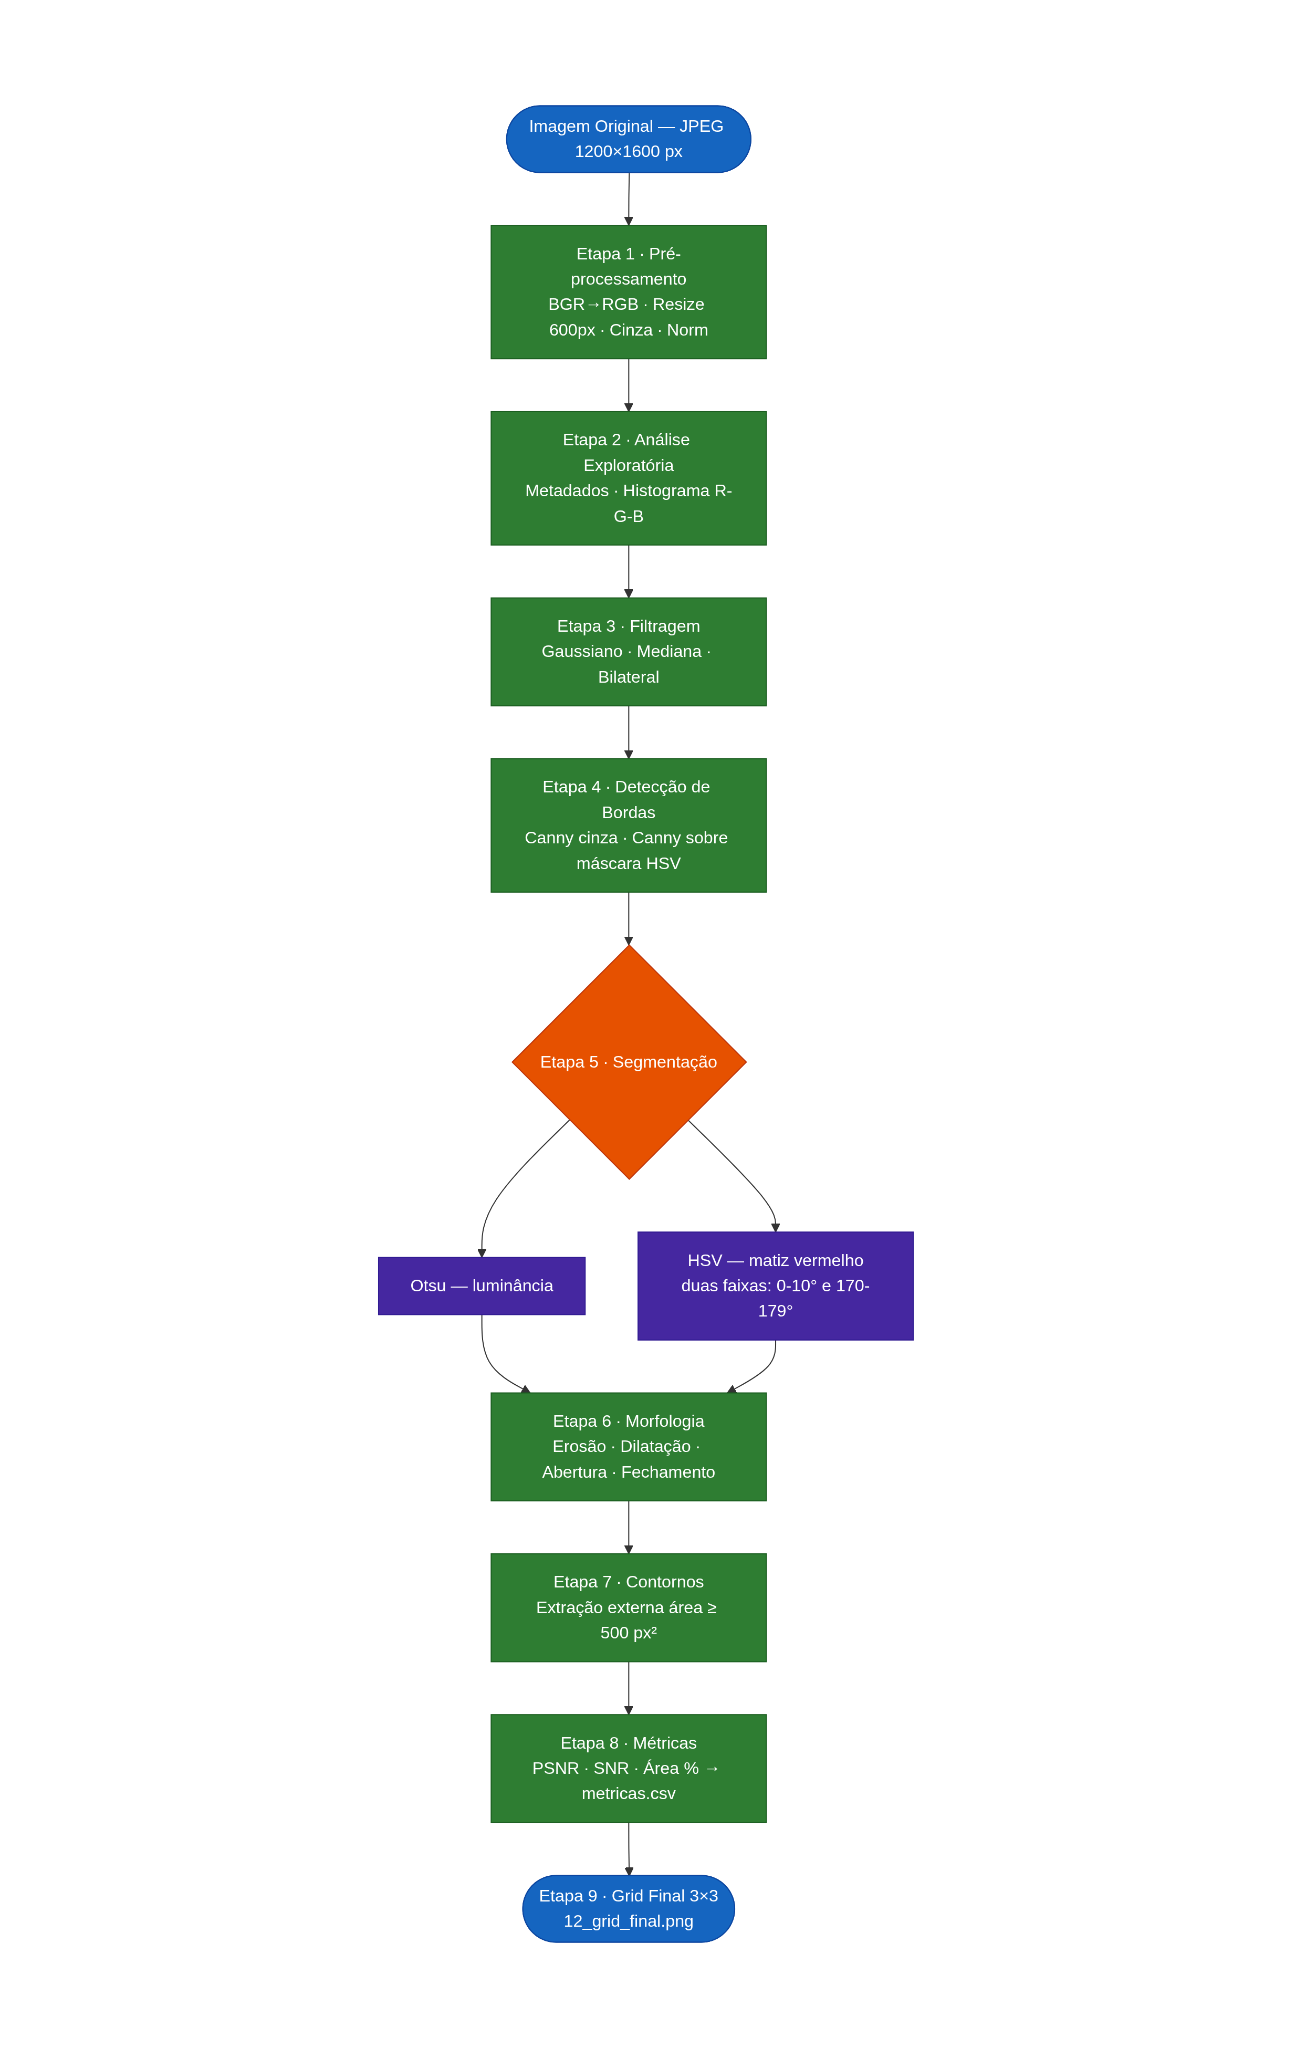 Imagem Original — JPEG
1200×1600 px
Etapa 1 · Pré-
processamento
BGR→RGB · Resize
600px · Cinza · Norm
Etapa 2 · Análise
Exploratória
Metadados · Histograma R-
G-B
Etapa 3 · Filtragem
Gaussiano · Mediana ·
Bilateral
Etapa 4 · Detecção de
Bordas
Canny cinza · Canny sobre
máscara HSV
Etapa 5 · Segmentação
Otsu — luminância
HSV — matiz vermelho
duas faixas: 0-10° e 170-
179°
Etapa 6 · Morfologia
Erosão · Dilatação ·
Abertura · Fechamento
Etapa 7 · Contornos
Extração externa área ≥
500 px²
Etapa 8 · Métricas
PSNR · SNR · Área % →
metricas.csv
Etapa 9 · Grid Final 3×3
12_grid_final.png